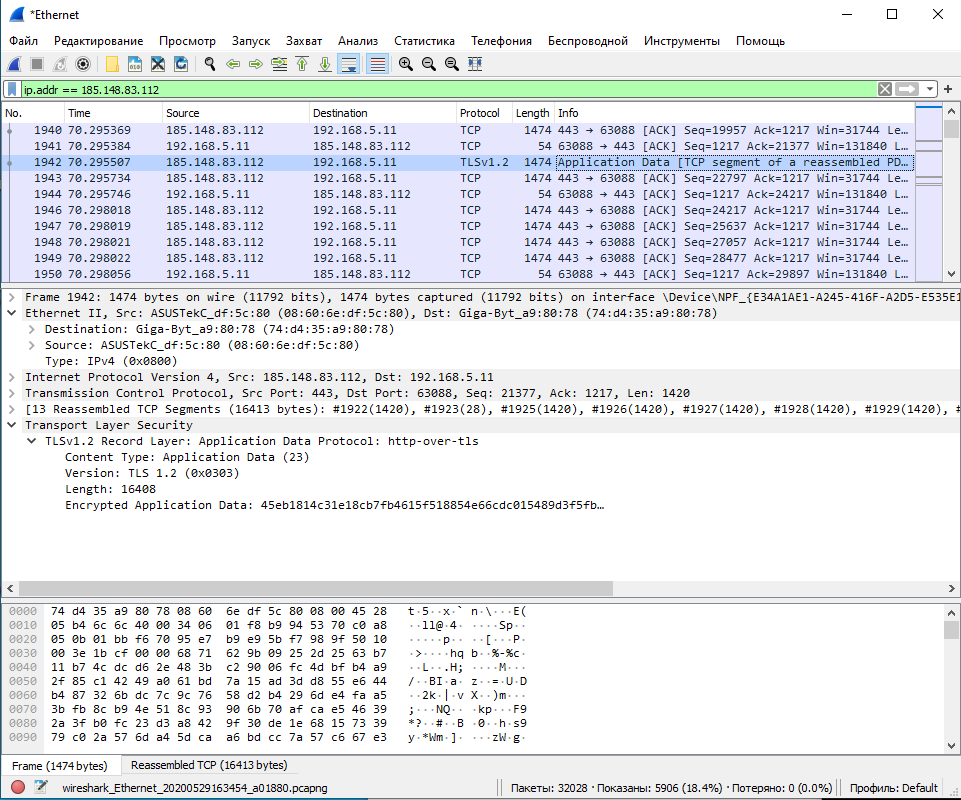 *Ethernet
Файл Редактирование Просмотр Запуск Захват Анализ Статистика Телефония Беспроводной Инструменты Помощь
ip.addr == 185.148.83.112
No. Time Source Destination Protocol Length Info
1940 70.295369 185.148.83.112 192.168.5.11 TCP 1474 443 → 63088 [ACK] Seq=19957 Ack=1217 Win=31744 Le…
1941 70.295384 192.168.5.11 185.148.83.112 TCP 54 63088 → 443 [ACK] Seq=1217 Ack=21377 Win=131840 L…
1942 70.295507 185.148.83.112 192.168.5.11 TLSv1.2 1474 Application Data [TCP segment of a reassembled PD…
1943 70.295734 185.148.83.112 192.168.5.11 TCP 1474 443 → 63088 [ACK] Seq=22797 Ack=1217 Win=31744 Le…
1944 70.295746 192.168.5.11 185.148.83.112 TCP 54 63088 → 443 [ACK] Seq=1217 Ack=24217 Win=131840 L…
1946 70.298018 185.148.83.112 192.168.5.11 TCP 1474 443 → 63088 [ACK] Seq=24217 Ack=1217 Win=31744 Le…
1947 70.298019 185.148.83.112 192.168.5.11 TCP 1474 443 → 63088 [ACK] Seq=25637 Ack=1217 Win=31744 Le…
1948 70.298021 185.148.83.112 192.168.5.11 TCP 1474 443 → 63088 [ACK] Seq=27057 Ack=1217 Win=31744 Le…
1949 70.298022 185.148.83.112 192.168.5.11 TCP 1474 443 → 63088 [ACK] Seq=28477 Ack=1217 Win=31744 Le…
1950 70.298056 192.168.5.11 185.148.83.112 TCP 54 63088 → 443 [ACK] Seq=1217 Ack=29897 Win=131840 L…
Frame 1942: 1474 bytes on wire (11792 bits), 1474 bytes captured (11792 bits) on interface \Device\NPF_{E34A1AE1-A245-416F-A2D5-E535E1
Ethernet II, Src: ASUSTekC_df:5c:80 (08:60:6e:df:5c:80), Dst: Giga-Byt_a9:80:78 (74:d4:35:a9:80:78)
Destination: Giga-Byt_a9:80:78 (74:d4:35:a9:80:78)
Source: ASUSTekC_df:5c:80 (08:60:6e:df:5c:80)
Type: IPv4 (0x0800)
Internet Protocol Version 4, Src: 185.148.83.112, Dst: 192.168.5.11
Transmission Control Protocol, Src Port: 443, Dst Port: 63088, Seq: 21377, Ack: 1217, Len: 1420
[13 Reassembled TCP Segments (16413 bytes): #1922(1420), #1923(28), #1925(1420), #1926(1420), #1927(1420), #1928(1420), #1929(1420), #
Transport Layer Security
TLSv1.2 Record Layer: Application Data Protocol: http-over-tls
Content Type: Application Data (23)
Version: TLS 1.2 (0x0303)
Length: 16408
Encrypted Application Data: 45eb1814c31e18cb7fb4615f518854e66cdc015489d3f5fb…
0000 74 d4 35 a9 80 78 08 60 6e df 5c 80 08 00 45 28 t·5··x·` n·\···E(
0010 05 b4 6c 6c 40 00 34 06 01 f8 b9 94 53 70 c0 a8 ··ll@·4· ····Sp··
0020 05 0b 01 bb f6 70 95 e7 b9 e9 5b f7 98 9f 50 10 ·····p·· ··[···P·
0030 00 3e 1b cf 00 00 68 71 62 9b 09 25 2d 25 63 b7 ·>····hq b··%-%c·
0040 11 b7 4c dc d6 2e 48 3b c2 90 06 fc 4d bf b4 a9 ··L··.H; ····M···
0050 2f 85 c1 42 49 a0 61 bd 7a 15 ad 3d d8 55 e6 44 /··BI·a· z··=·U·D
0060 b4 87 32 6b dc 7c 9c 76 58 d2 b4 29 6d e4 fa a5 ··2k·|·v X··)m···
0070 3b fb 8c b9 4e 51 8c 93 90 6b 70 af ca e5 46 39 ;···NQ·· ·kp···F9
0080 2a 3f b0 fc 23 d3 a8 42 9f 30 de 1e 68 15 73 39 *?··#··B ·0··h·s9
0090 79 c0 2a 57 6d a4 5d ca a6 bd cc 7a 57 c6 67 e3 y·*Wm·]· ···zW·g·
Frame (1474 bytes) Reassembled TCP (16413 bytes)
wireshark_Ethernet_20200529163454_a01880.pcapng Пакеты: 32028 · Показаны: 5906 (18.4%) · Потеряно: 0 (0.0%) Профиль: Default